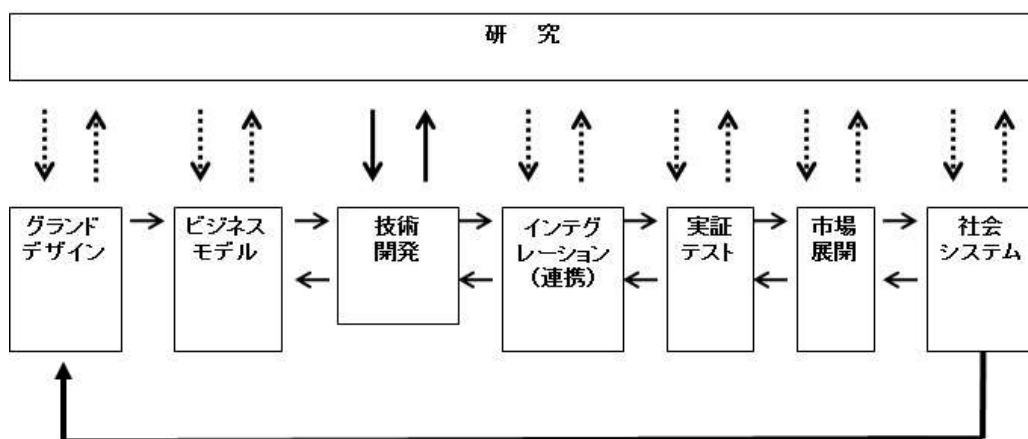 研 究
グランド
デザイン
ビジネス
モデル
技術
開発
インテグ
レーション
(連携)
実証
テスト
市場
展開
社会
システム